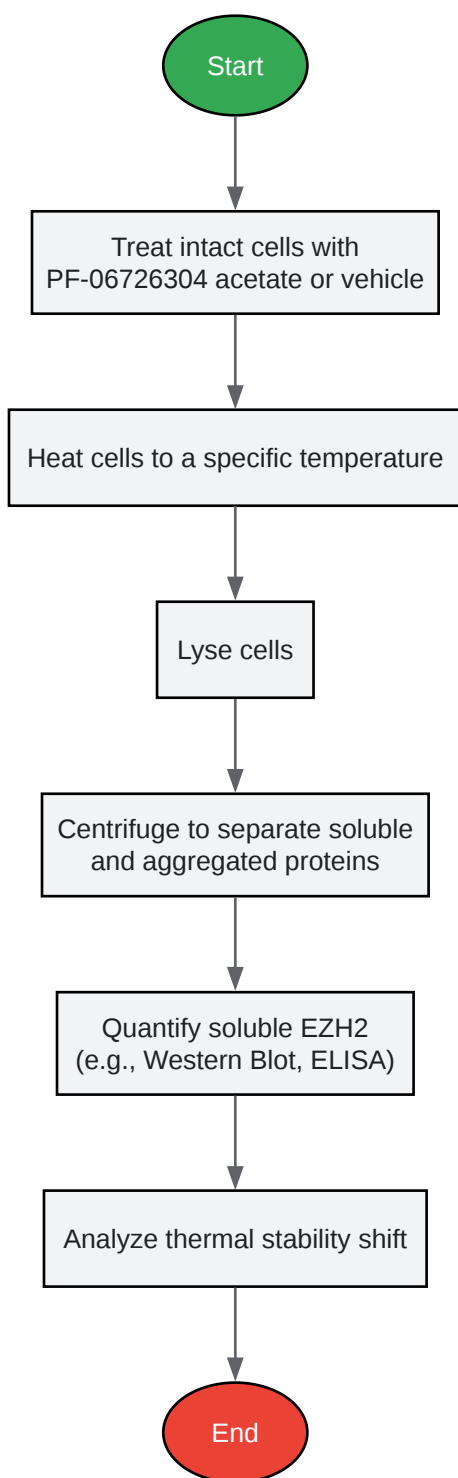 Start
Treat intact cells with
PF-06726304 acetate or vehicle
Heat cells to a specific temperature
Lyse cells
Centrifuge to separate soluble
and aggregated proteins
Quantify soluble EZH2
(e.g., Western Blot, ELISA)
Analyze thermal stability shift
End